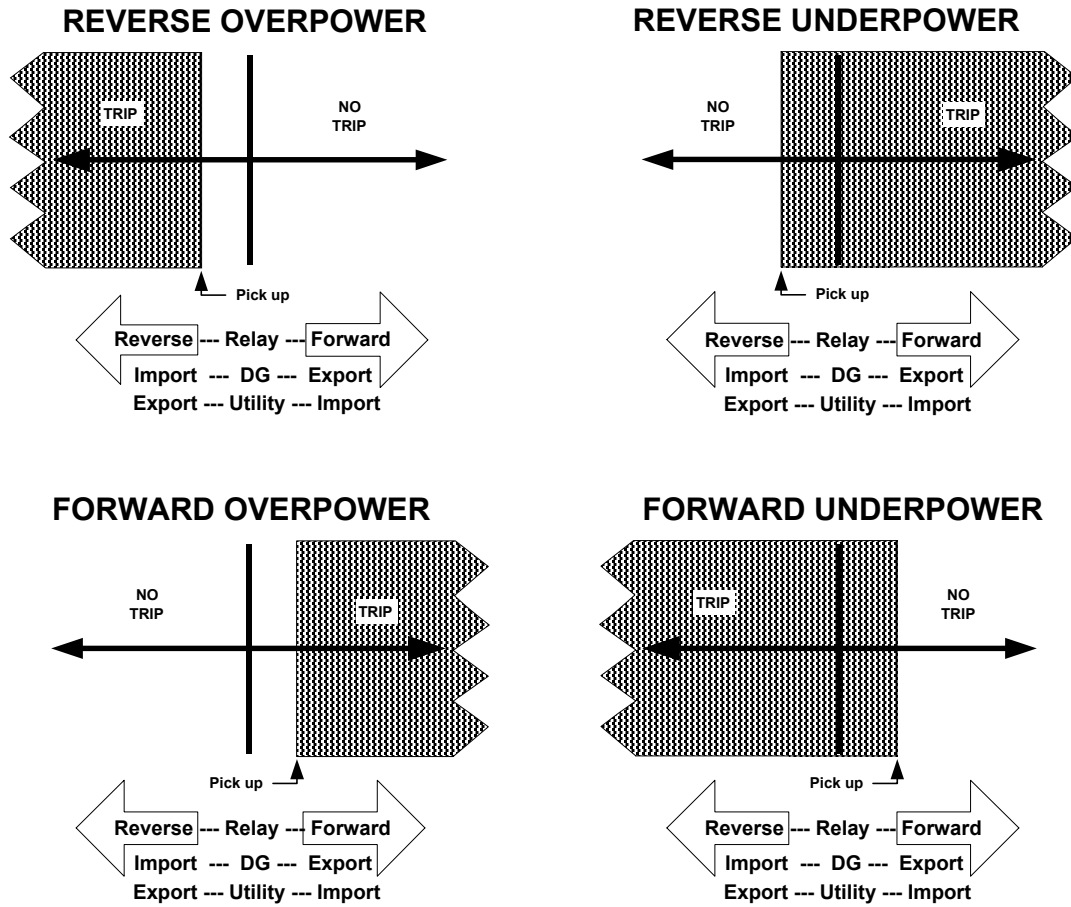 REVERSE OVERPOWER
TRIP
NO
TRIP
Pick up
Reverse --- Relay --- Forward
Import --- DG --- Export
Export --- Utility --- Import
REVERSE UNDERPOWER
NO
TRIP
TRIP
Pick up
Reverse --- Relay --- Forward
Import --- DG --- Export
Export --- Utility --- Import
FORWARD OVERPOWER
NO
TRIP
TRIP
Pick up
Reverse --- Relay --- Forward
Import --- DG --- Export
Export --- Utility --- Import
FORWARD UNDERPOWER
TRIP
NO
TRIP
Pick up
Reverse --- Relay --- Forward
Import --- DG --- Export
Export --- Utility --- Import